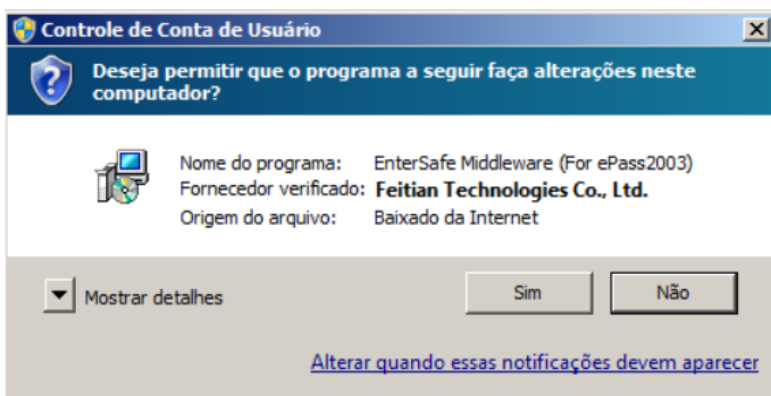 Controle de Conta de Usuário
Deseja permitir que o programa a seguir faça alterações neste
computador?
Nome do programa: EnterSafe Middleware (For ePass2003)
Fornecedor verificado: Feitian Technologies Co., Ltd.
Origem do arquivo: Baixado da Internet
Mostrar detalhes Sim Não
Alterar quando essas notificações devem aparecer